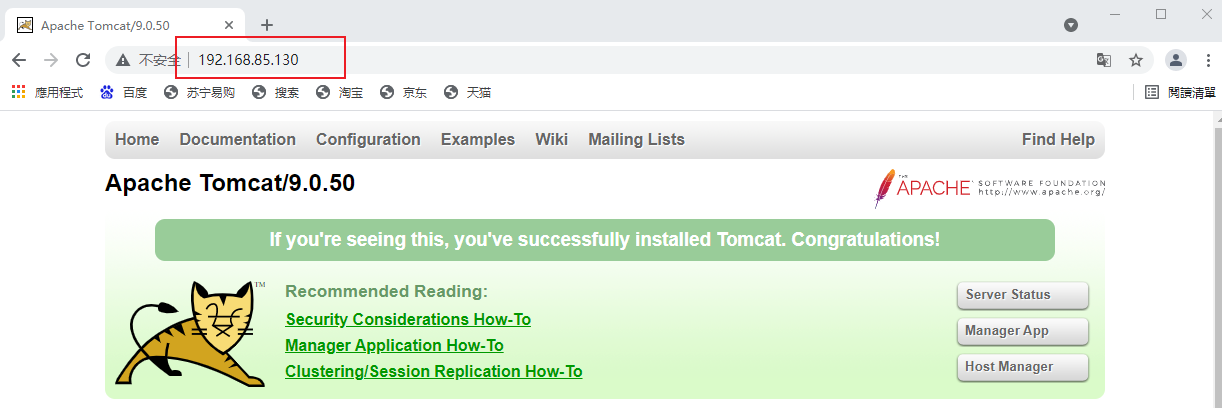 Apache Tomcat/9.0.50
不安全 192.168.85.130
應用程式 百度 苏宁易购 搜索 淘宝 京东 天猫 閱讀清單
Home Documentation Configuration Examples Wiki Mailing Lists Find Help
Apache Tomcat/9.0.50
THE APACHE SOFTWARE FOUNDATION
http://www.apache.org/
If you're seeing this, you've successfully installed Tomcat. Congratulations!
TM
Recommended Reading:
Security Considerations How-To
Manager Application How-To
Clustering/Session Replication How-To
Server Status
Manager App
Host Manager